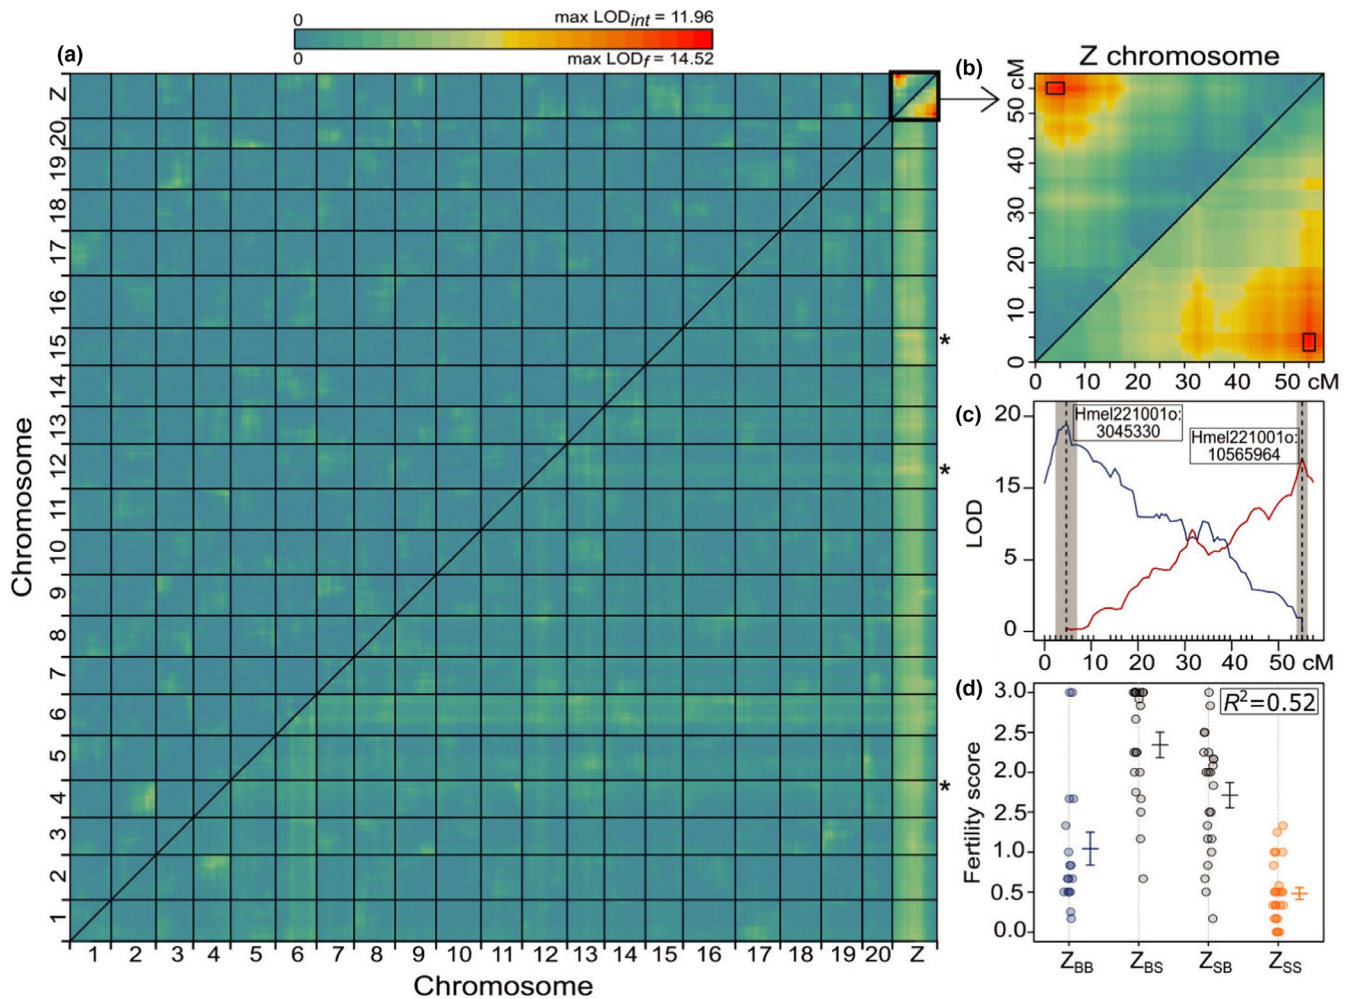 0
max LODint = 11.96
0
max LODf = 14.52
(a)
Chromosome
Z
20
19
18
17
16
15
14
13
12
11
10
9
8
7
6
5
4
3
2
1
*
*
*
1 2 3 4 5 6 7 8 9 10 11 12 13 14 15 16 17 18 19 20 Z
Chromosome
(b)
Z chromosome
cM
50
40
30
20
10
0
0 10 20 30 40 50 cM
(c)
LOD
20
15
5
0
Hmel221001o:
3045330
Hmel221001o:
10565964
0 10 20 30 50 cM
(d)
Fertility score
3.0
2.5
2.0
2.5
1.0
0.5
0.0
R²=0.52
ZBB ZBS ZSB ZSS